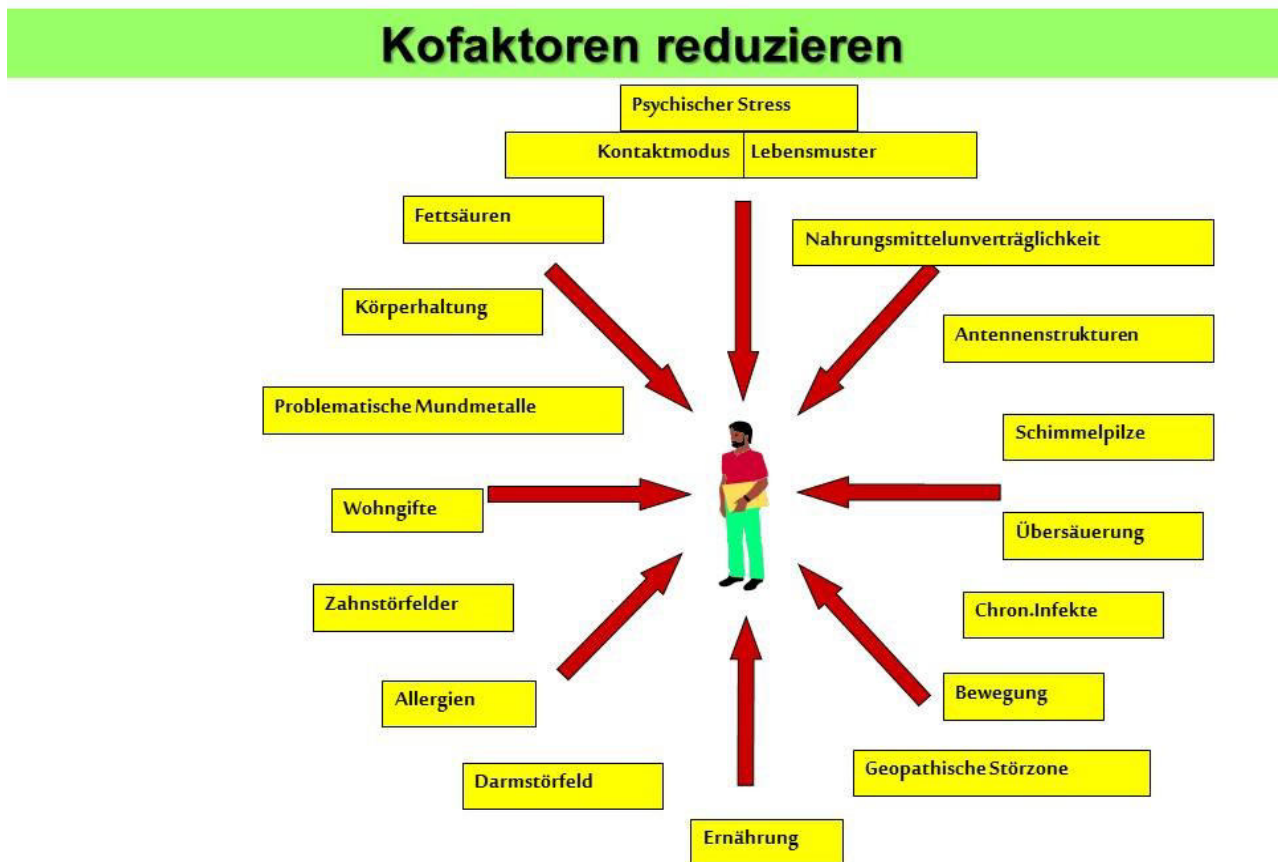 Kofaktoren reduzieren
Psychischer Stress
Kontaktmodus Lebensmuster
Fettsäuren
Nahrungsmittelunverträglichkeit
Körperhaltung
Antennenstrukturen
Problematische Mundmetalle
Schimmelpilze
Wohngifte
Übersäuerung
Zahnstörfelder
Chron.Infekte
Allergien
Bewegung
Darmstörfeld
Geopathische Störzone
Ernährung